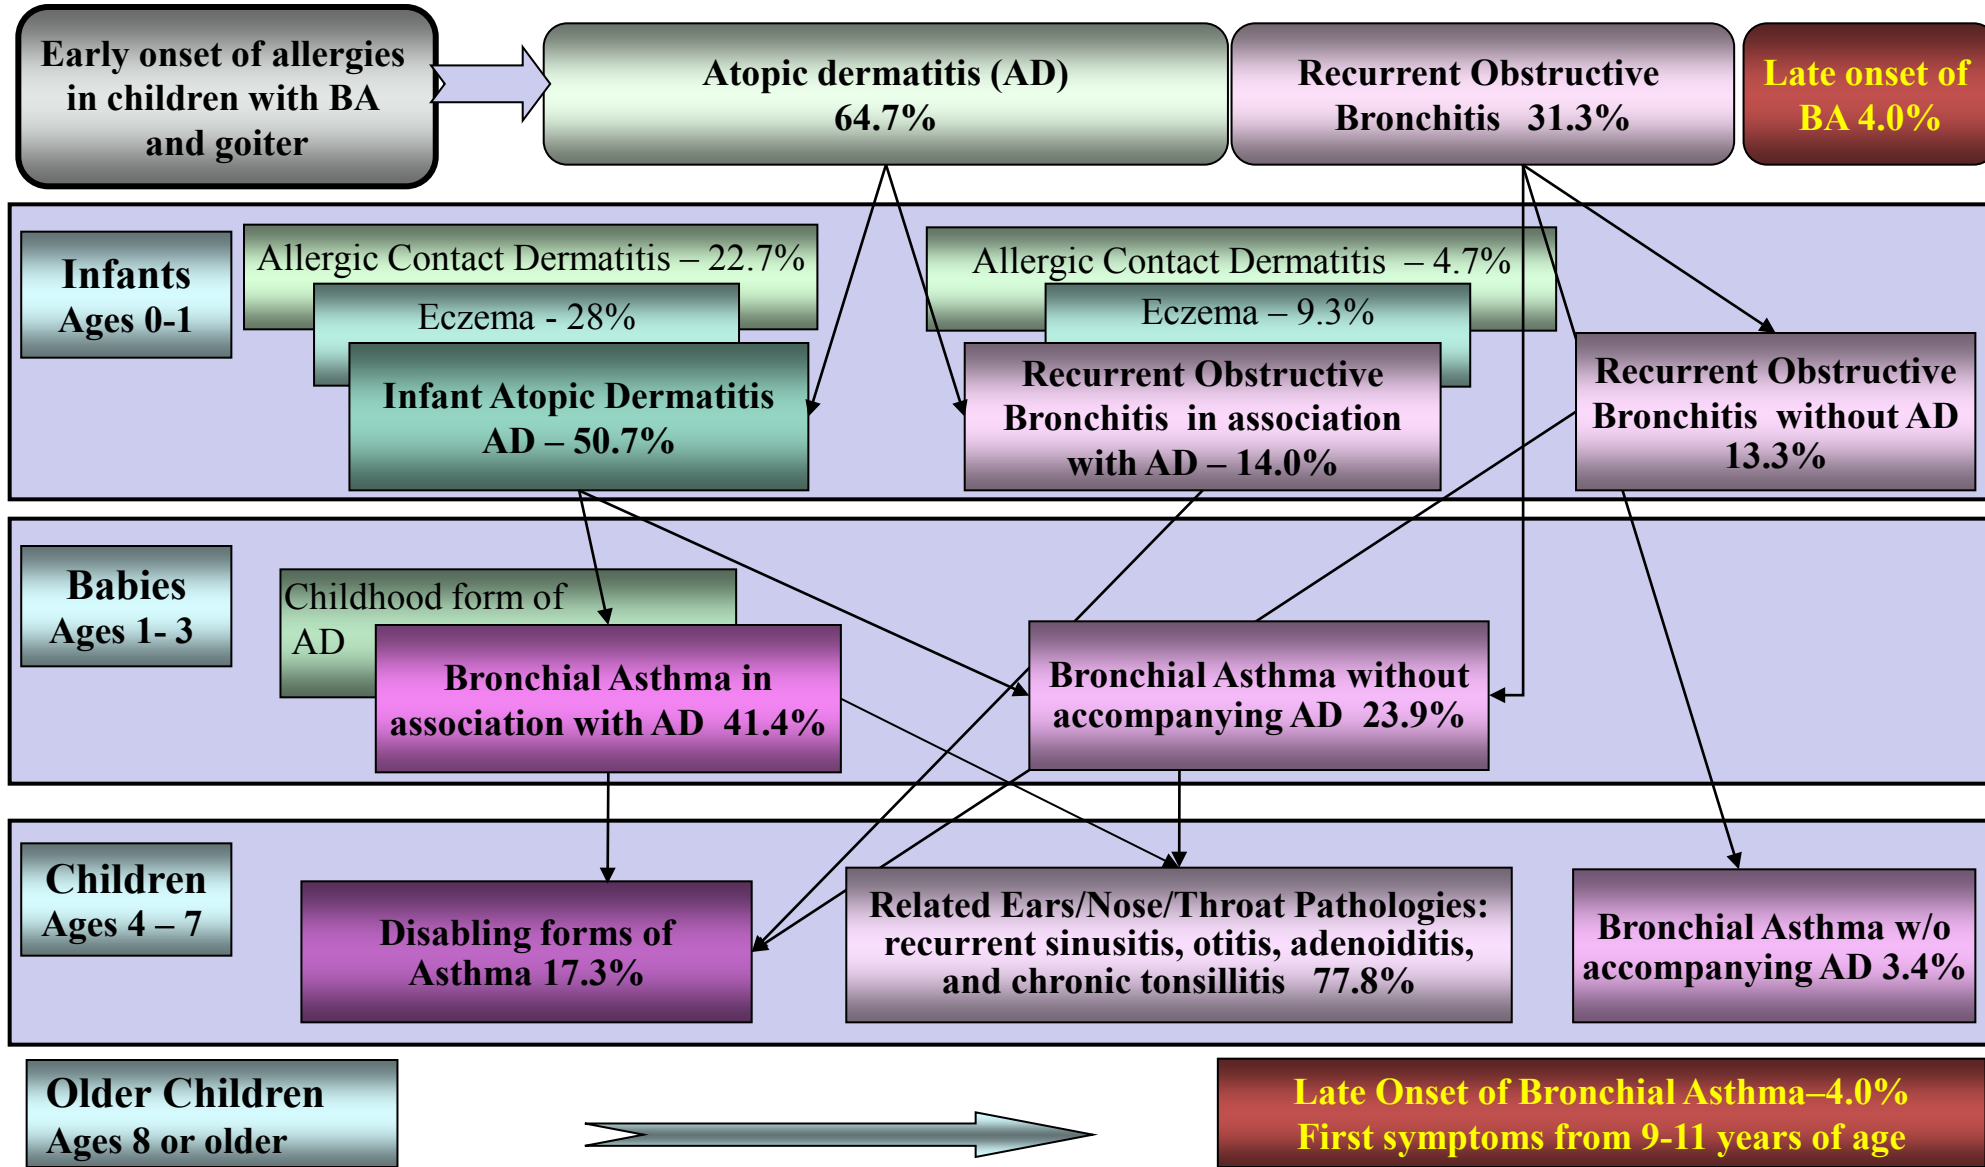 Early onset of allergies
in children with BA
and goiter
Atopic dermatitis (AD)
64.7%
Recurrent Obstructive
Bronchitis 31.3%
Late onset of
BA 4.0%
Infants
Ages 0-1
Allergic Contact Dermatitis – 22.7%
Eczema - 28%
Infant Atopic Dermatitis
AD – 50.7%
Allergic Contact Dermatitis – 4.7%
Eczema – 9.3%
Recurrent Obstructive
Bronchitis in association
with AD – 14.0%
Recurrent Obstructive
Bronchitis without AD
13.3%
Babies
Ages 1- 3
Childhood form of
AD
Bronchial Asthma in
association with AD 41.4%
Bronchial Asthma without
accompanying AD 23.9%
Children
Ages 4 – 7
Disabling forms of
Asthma 17.3%
Related Ears/Nose/Throat Pathologies:
recurrent sinusitis, otitis, adenoiditis,
and chronic tonsillitis 77.8%
Bronchial Asthma w/o
accompanying AD 3.4%
Older Children
Ages 8 or older
Late Onset of Bronchial Asthma–4.0%
First symptoms from 9-11 years of age